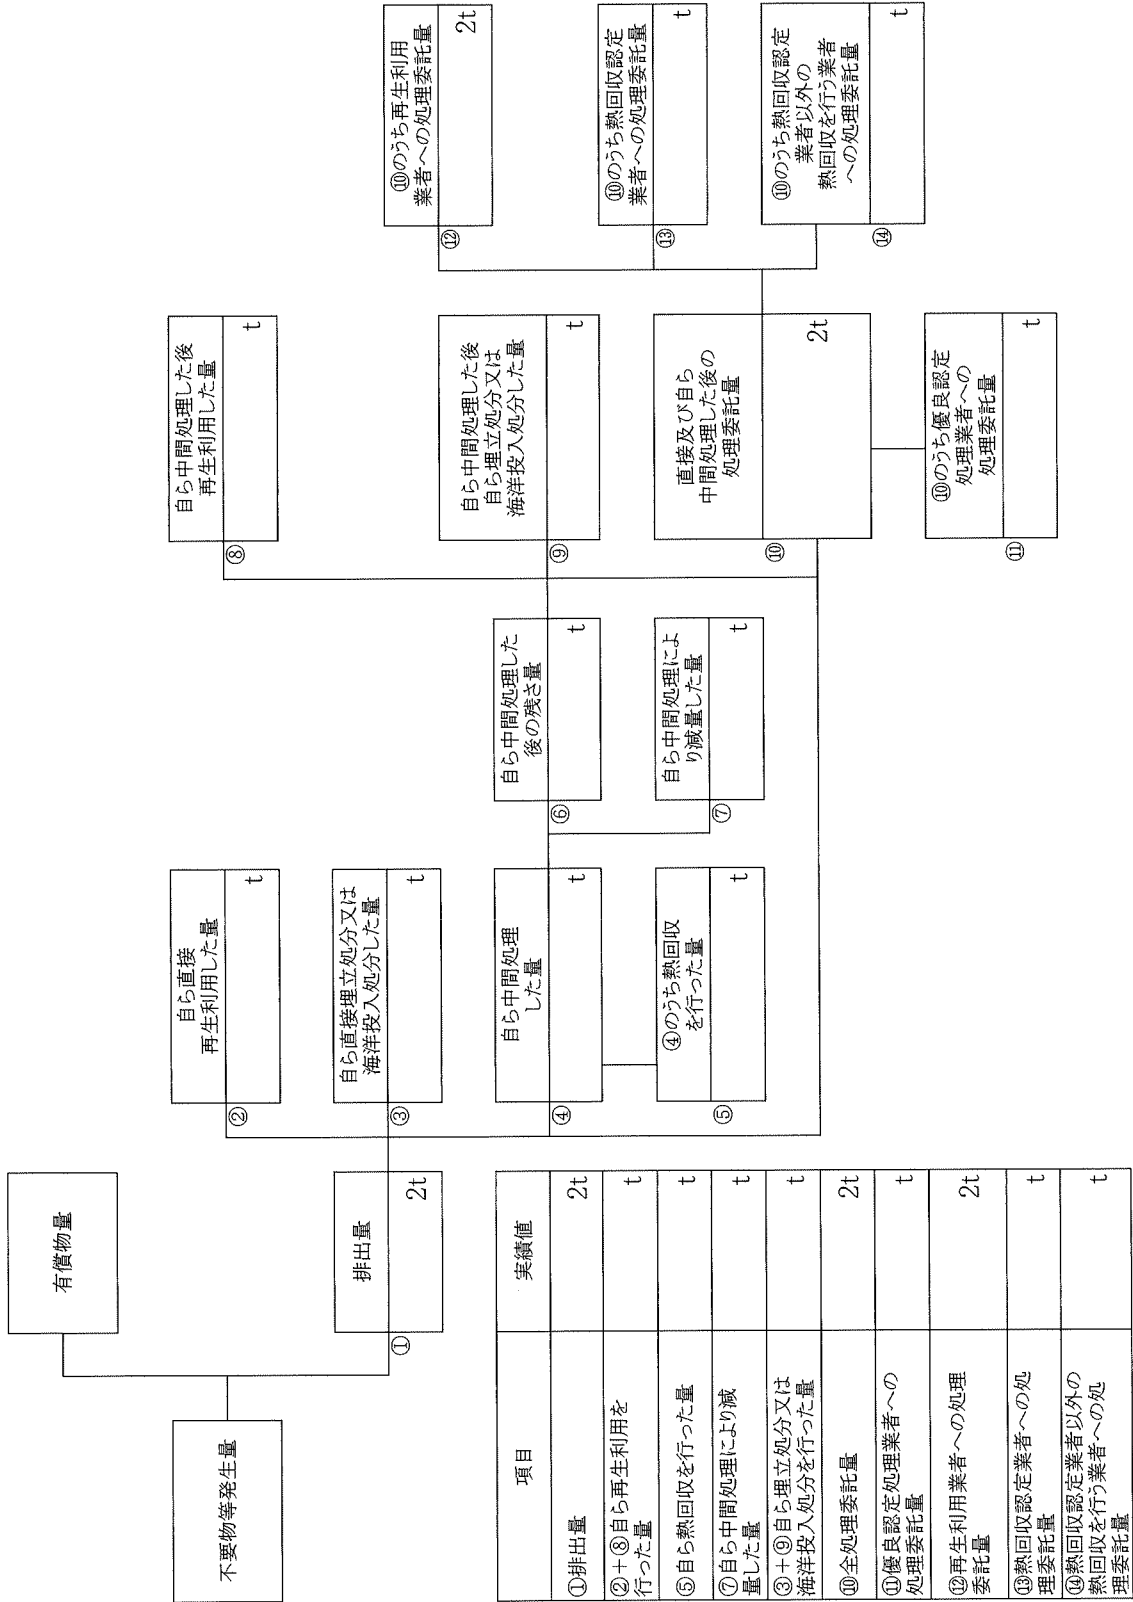 不要物等発生量
有償物量
①
排出量
2t
②
自ら直接
再生利用した量
t
③
自ら直接埋立処分又は
海洋投入処分した量
t
④
自ら中間処理
した量
t
⑤
④のうち熱回収
を行った量
t
⑥
自ら中間処理した
後の残さ量
t
⑦
自ら中間処理によ
り減量した量
t
⑧
自ら中間処理した後
再生利用した量
t
⑨
自ら中間処理した後
自ら埋立処分又は
海洋投入処分した量
t
⑩
直接及び自ら
中間処理した後の
処理委託量
2t
⑪
⑩のうち優良認定
処理業者への
処理委託量
t
⑫
⑩のうち再生利用
業者への処理委託量
2t
⑬
⑩のうち熱回収認定
業者への処理委託量
t
⑭
⑩のうち熱回収認定
業者以外の
熱回収を行う業者
への処理委託量
t
項目 実績値
①排出量 2t
②+⑧自ら再生利用を
行った量 t
⑤自ら熱回収を行った量 t
⑦自ら中間処理により減
量した量 t
③+⑨自ら埋立処分又は
海洋投入処分を行った量 t
⑩全処理委託量 2t
⑪優良認定処理業者への
処理委託量 t
⑫再生利用業者への処理
委託量 2t
⑬熱回収認定業者への処
理委託量 t
⑭熱回収認定業者以外の
熱回収を行う業者への処
理委託量 t